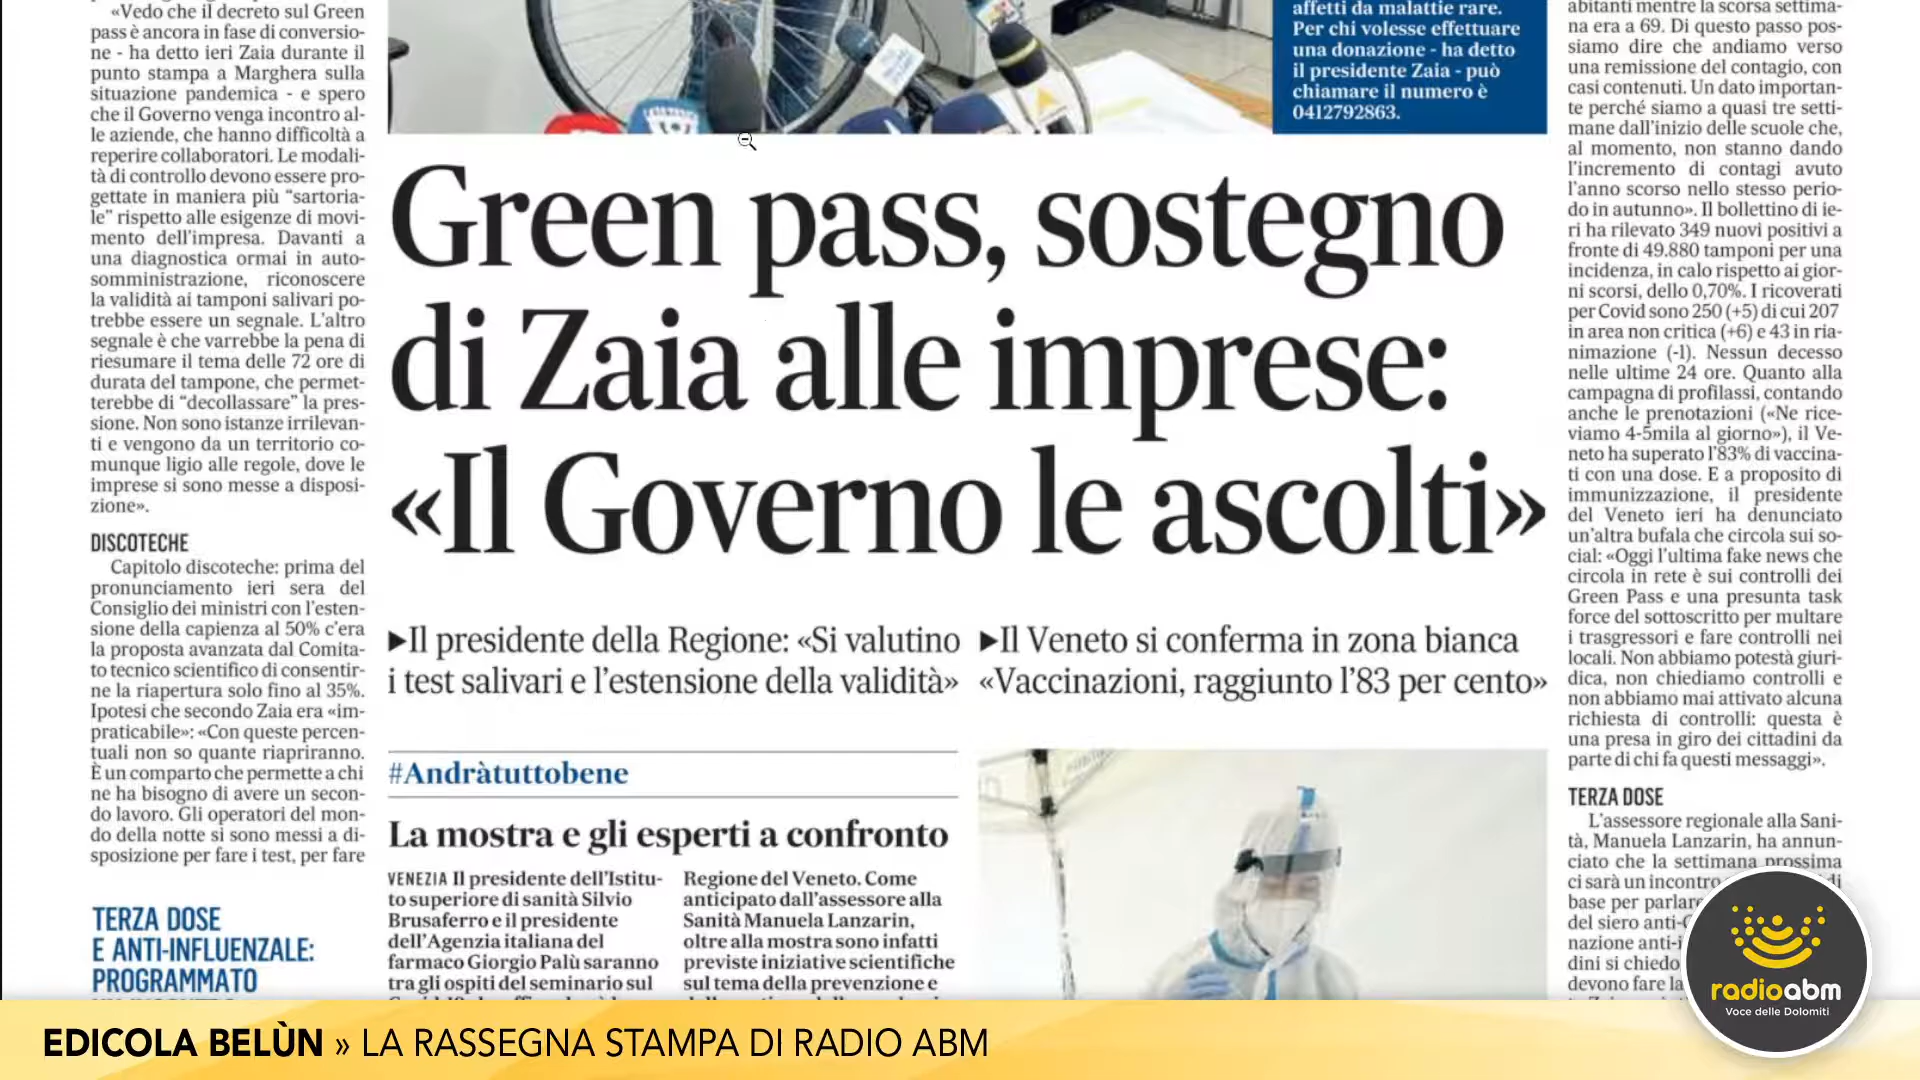 «Vedo che il decreto sul Green
pass è ancora in fase di conversio-
ne - ha detto ieri Zaia durante il
punto stampa a Marghera sulla
situazione pandemica - e spero
che il Governo venga incontro al-
le aziende, che hanno difficoltà a
reperire collaboratori. Le modali-
tà di controllo devono essere pro-
gettate in maniera più “sartoria-
le” rispetto alle esigenze di movi-
mento dell'impresa. Davanti a
una diagnostica ormai in auto-
somministrazione, riconoscere
la validità ai tamponi salivari po-
trebbe essere un segnale. L'altro
segnale è che varrebbe la pena di
riesumare il tema delle 72 ore di
durata del tampone, che permet-
terebbe di “decollassare” la pres-
sione. Non sono istanze irrilevan-
ti e vengono da un territorio co-
munque ligio alle regole, dove le
imprese si sono messe a disposi-
zione».
DISCOTECHE
Capitolo discoteche: prima del
pronunciamento ieri sera del
Consiglio dei ministri con l'esten-
sione della capienza al 50% c'era
la proposta avanzata dal Comita-
to tecnico scientifico di consentir-
ne la riapertura solo fino al 35%.
Ipotesi che secondo Zaia era «im-
praticabile»: «Con queste percen-
tuali non so quante riapriranno.
È un comparto che permette a chi
ne ha bisogno di avere un secon-
do lavoro. Gli operatori del mon-
do della notte si sono messi a di-
sposizione per fare i test, per fare
TERZA DOSE
E ANTI-INFLUENZALE:
PROGRAMMATO
affetti da malattie rare.
Per chi volesse effettuare
una donazione - ha detto
il presidente Zaia - può
chiamare il numero è
0412792863.
Green pass, sostegno
di Zaia alle imprese:
«Il Governo le ascolti»
▶Il presidente della Regione: «Si valutino
i test salivari e l'estensione della validità»
▶Il Veneto si conferma in zona bianca
«Vaccinazioni, raggiunto l'83 per cento»
#Andràtuttobene
La mostra e gli esperti a confronto
VENEZIA Il presidente dell'Istitu-
to superiore di sanità Silvio
Brusaferro e il presidente
dell'Agenzia italiana del
farmaco Giorgio Palù saranno
tra gli ospiti del seminario sul
Regione del Veneto. Come
anticipato dall'assessore alla
Sanità Manuela Lanzarin,
oltre alla mostra sono infatti
previste iniziative scientifiche
sul tema della prevenzione e
abitanti mentre la scorsa settima-
na era a 69. Di questo passo pos-
siamo dire che andiamo verso
una remissione del contagio, con
casi contenuti. Un dato importan-
te perché siamo a quasi tre setti-
mane dall'inizio delle scuole che,
al momento, non stanno dando
l'incremento di contagi avuto
l'anno scorso nello stesso perio-
do in autunno». Il bollettino di ie-
ri ha rilevato 349 nuovi positivi a
fronte di 49.880 tamponi per una
incidenza, in calo rispetto ai gior-
ni scorsi, dello 0,70%. I ricoverati
per Covid sono 250 (+5) di cui 207
in area non critica (+6) e 43 in ria-
nimazione (-1). Nessun decesso
nelle ultime 24 ore. Quanto alla
campagna di profilassi, contando
anche le prenotazioni («Ne rice-
viamo 4-5mila al giorno»), il Ve-
neto ha superato l'83% di vaccina-
ti con una dose. E a proposito di
immunizzazione, il presidente
del Veneto ieri ha denunciato
un'altra bufala che circola sui so-
cial: «Oggi l'ultima fake news che
circola in rete è sui controlli dei
Green Pass e una presunta task
force del sottoscritto per multare
i trasgressori e fare controlli nei
locali. Non abbiamo potestà giuri-
dica, non chiediamo controlli e
non abbiamo mai attivato alcuna
richiesta di controlli: questa è
una presa in giro dei cittadini da
parte di chi fa questi messaggi».
TERZA DOSE
L'assessore regionale alla Sani-
tà, Manuela Lanzarin, ha annun-
ciato che la settimana prossima
ci sarà un incontro di
base per parlare
del siero anti-
nazione anti-
dini si chiedo
devono fare la
radioabm
Voce delle Dolomiti
EDICOLA BELÙN » LA RASSEGNA STAMPA DI RADIO ABM